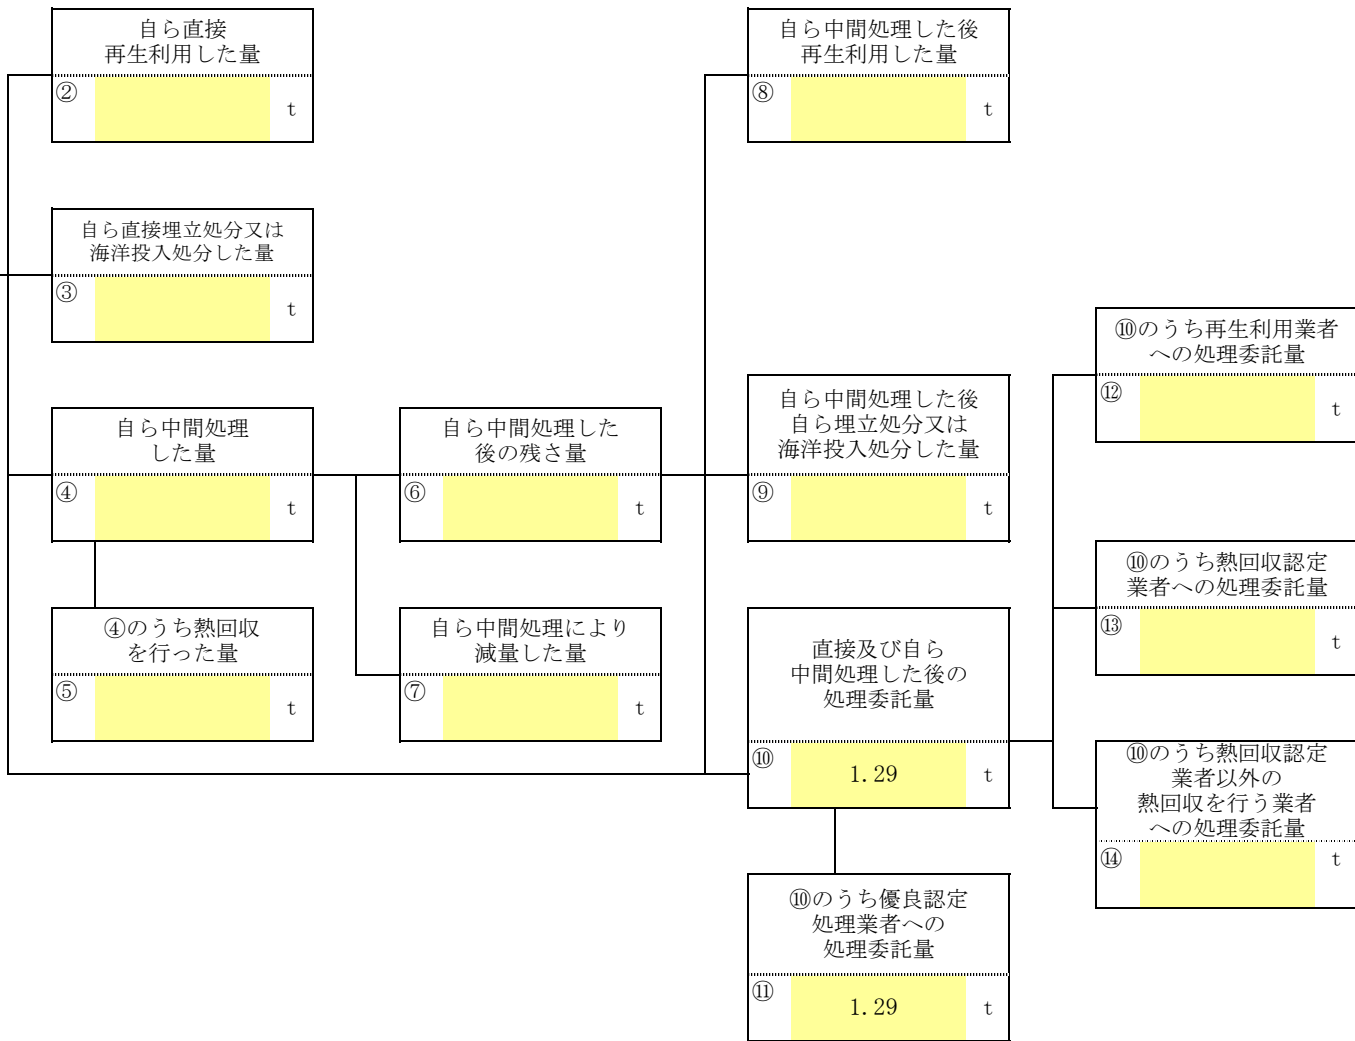 自ら直接
再生利用した量
②
t
自ら中間処理した後
再生利用した量
⑧
t
自ら直接埋立処分又は
海洋投入処分した量
③
t
⑩のうち再生利用業者
への処理委託量
⑫
t
自ら中間処理
した量
④
t
自ら中間処理した
後の残さ量
⑥
t
自ら中間処理した後
自ら埋立処分又は
海洋投入処分した量
⑨
t
⑩のうち熱回収認定
業者への処理委託量
⑬
t
④のうち熱回収
を行った量
⑤
t
自ら中間処理により
減量した量
⑦
t
直接及び自ら
中間処理した後の
処理委託量
⑩
1.29
t
⑩のうち熱回収認定
業者以外の
熱回収を行う業者
への処理委託量
⑭
t
⑩のうち優良認定
処理業者への
処理委託量
⑪
1.29
t